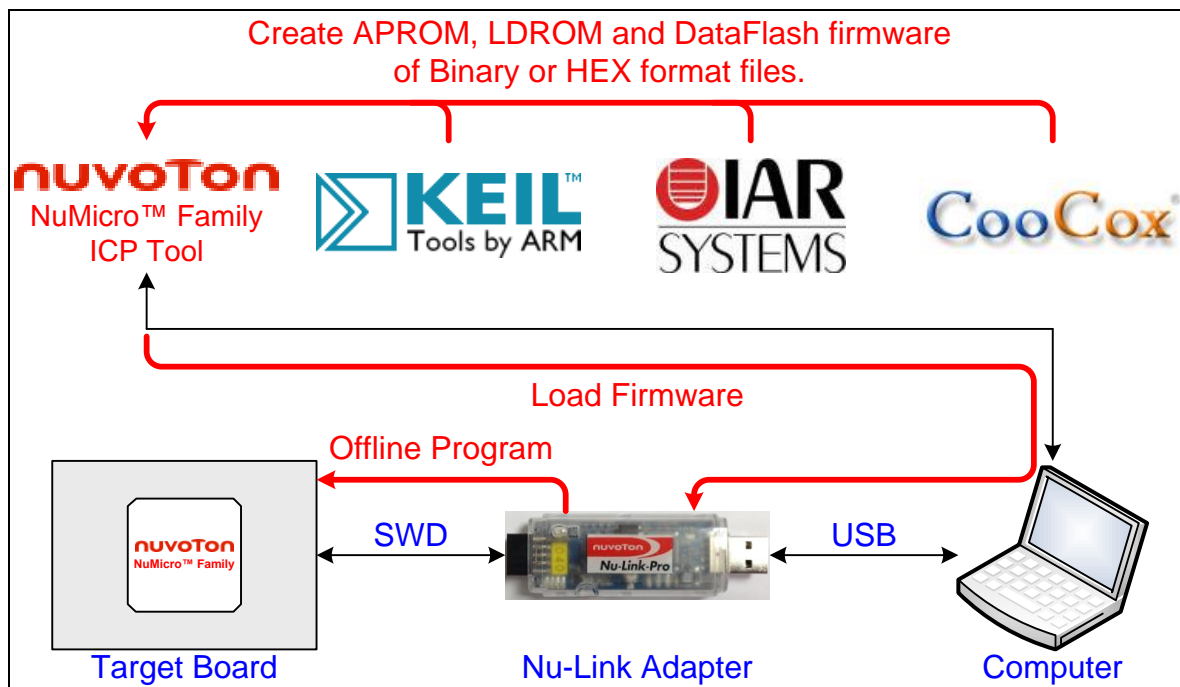 Create APROM, LDROM and DataFlash firmware
of Binary or HEX format files.
nuvoTon
NuMicro™ Family
ICP Tool
KEIL™
Tools by ARM
IAR
SYSTEMS
CooCox®
Load Firmware
Offline Program
nuvoTon
NuMicro™ Family
SWD
nuvoTon
Nu-Link-Pro
USB
Target Board
Nu-Link Adapter
Computer